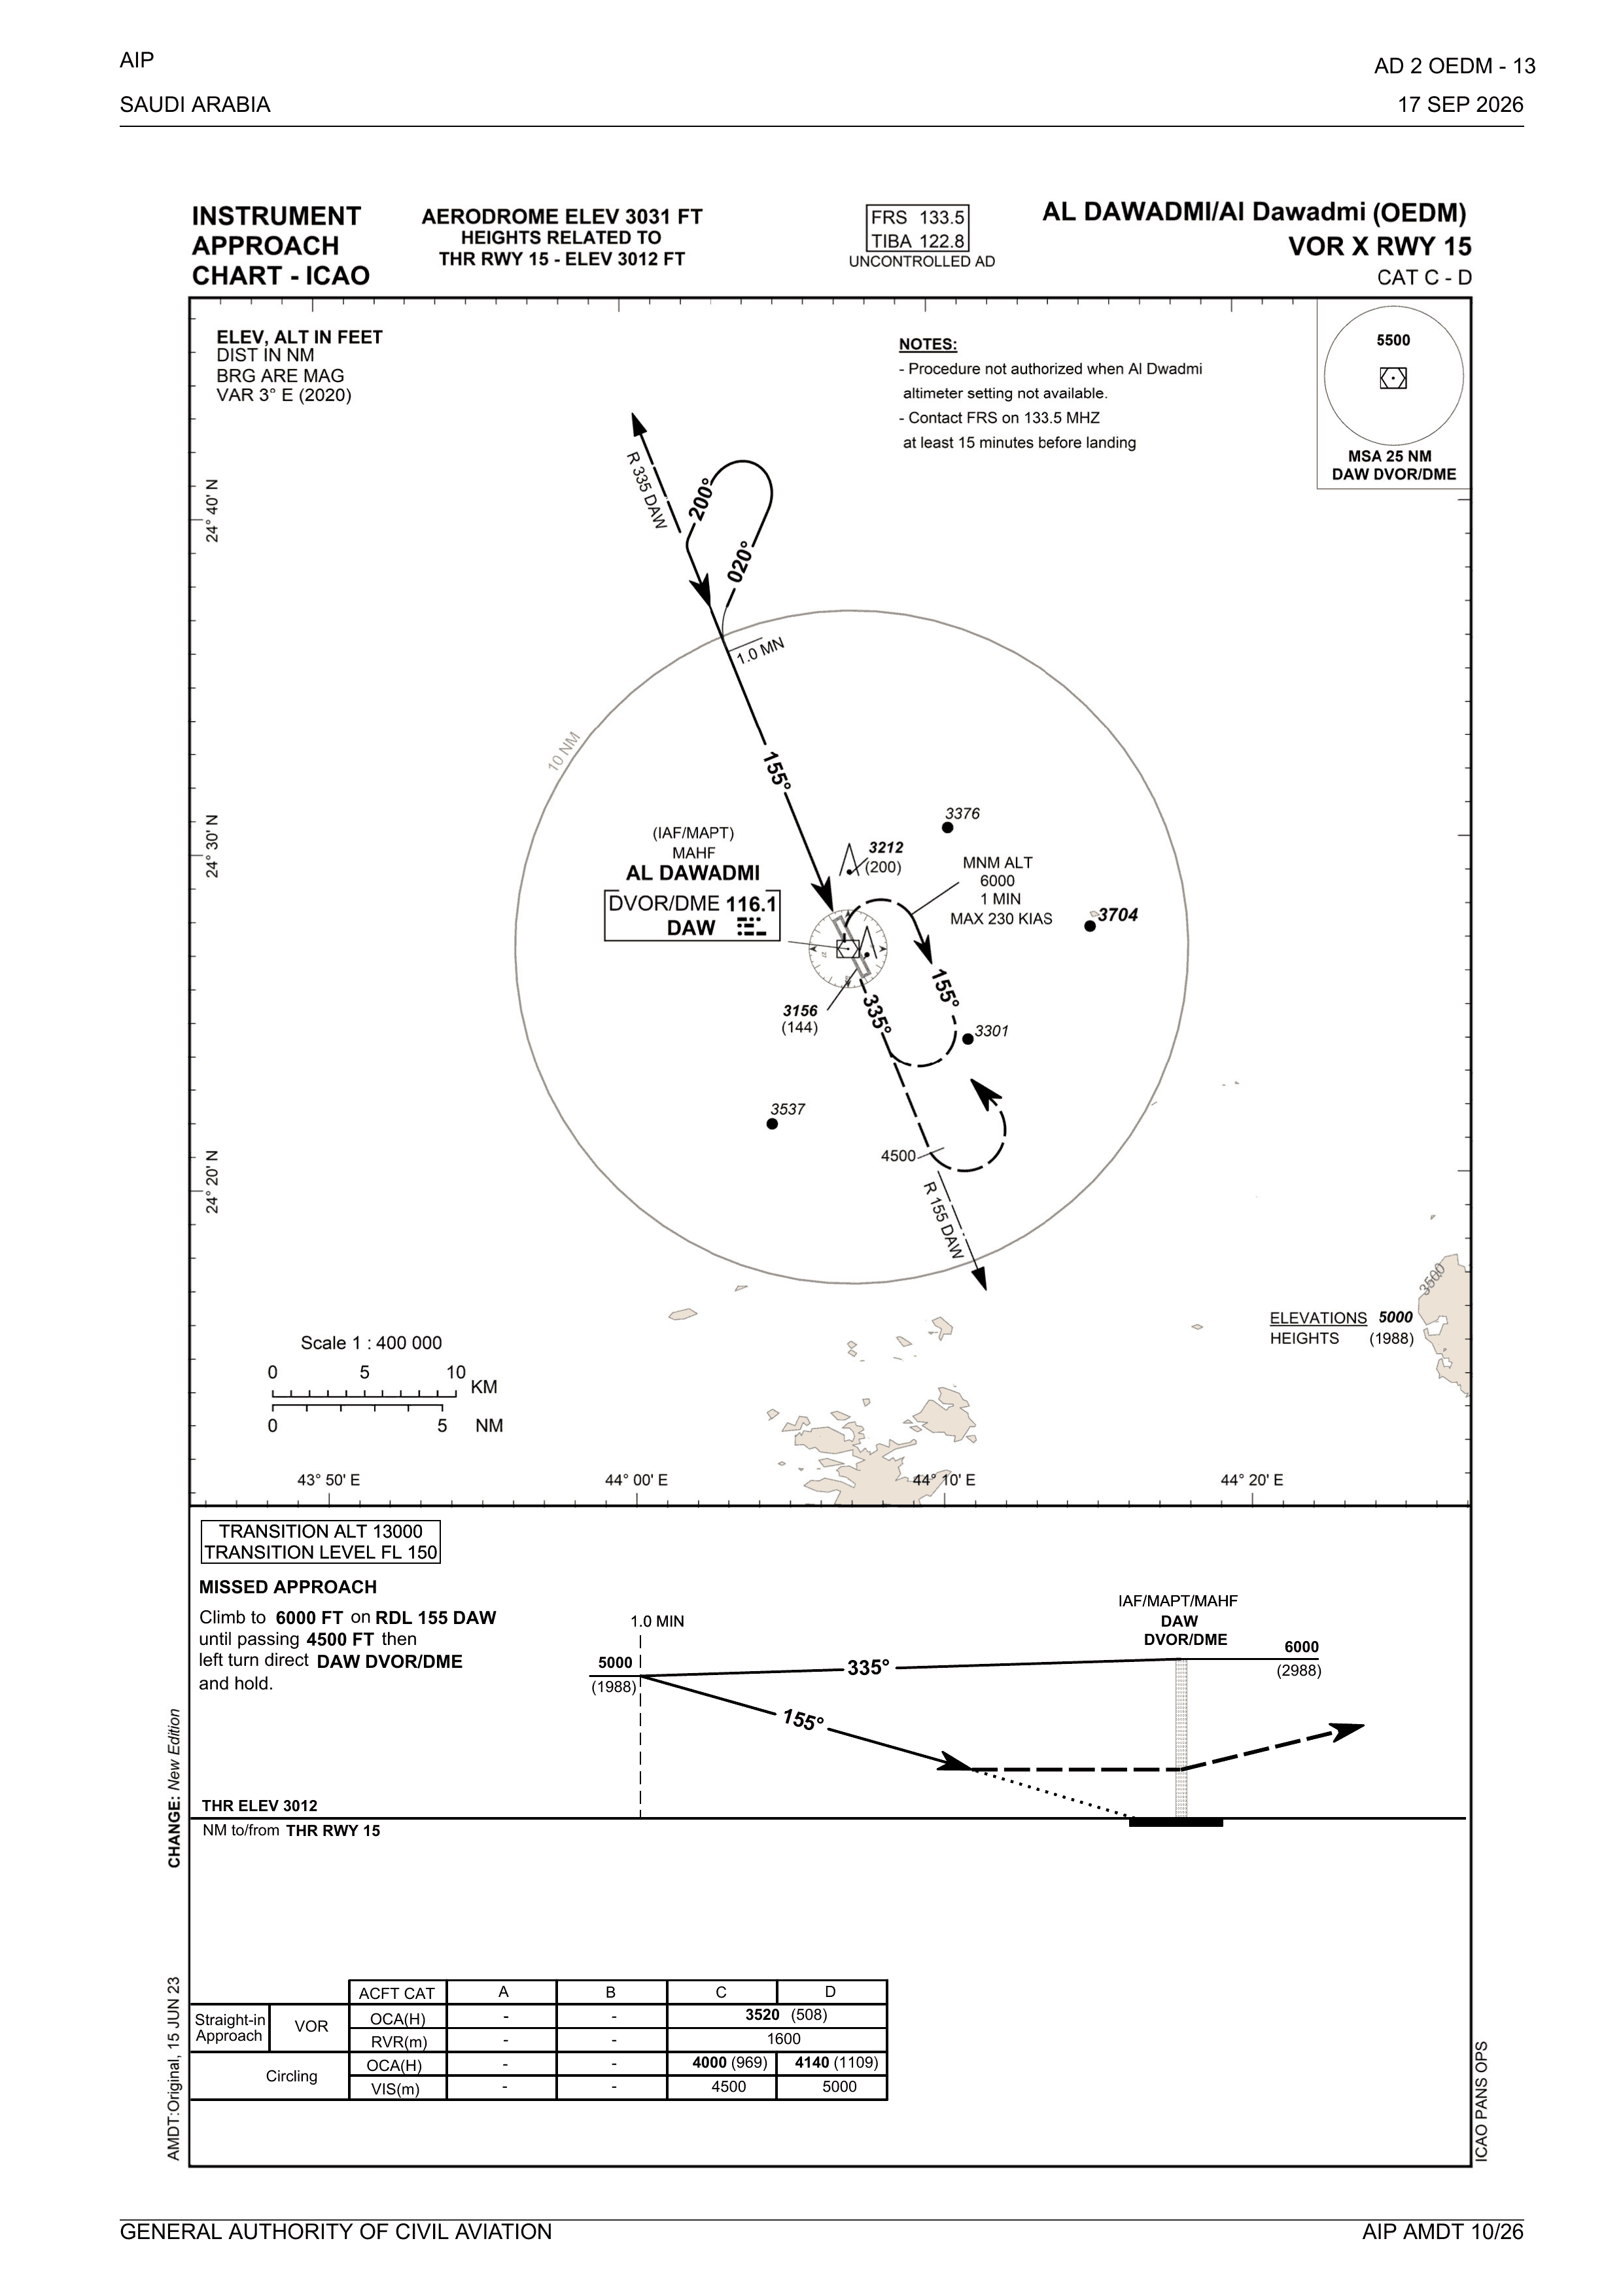 AIP
AD 2 OEDM - 13
SAUDI ARABIA
17 SEP 2026
INSTRUMENT
APPROACH
CHART - ICAO
AERODROME ELEV 3031 FT
HEIGHTS RELATED TO
THR RWY 15 - ELEV 3012 FT
FRS 133.5
TIBA 122.8
UNCONTROLLED AD
AL DAWADMI/Al Dawadmi (OEDM)
VOR X RWY 15
CAT C - D
ELEV, ALT IN FEET
DIST IN NM
BRG ARE MAG
VAR 3° E (2020)
NOTES:
- Procedure not authorized when Al Dwadmi
altimeter setting not available.
- Contact FRS on 133.5 MHZ
at least 15 minutes before landing
5500
MSA 25 NM
DAW DVOR/DME
R 335 DAW
200°
020°
24° 40' N
1.0 MN
10 NM
155°
24° 30' N
3376
(IAF/MAPT)
MAHF
AL DAWADMI
DVOR/DME 116.1
DAW
3212
(200)
MNM ALT
6000
1 MIN
MAX 230 KIAS
3704
155°
335°
3156
(144)
3301
3537
4500
24° 20' N
R 155 DAW
3500
ELEVATIONS 5000
HEIGHTS (1988)
Scale 1 : 400 000
0 5 10
KM
0 5 NM
43° 50' E
44° 00' E
44° 10' E
44° 20' E
TRANSITION ALT 13000
TRANSITION LEVEL FL 150
MISSED APPROACH
Climb to 6000 FT on RDL 155 DAW
until passing 4500 FT then
left turn direct DAW DVOR/DME
and hold.
1.0 MIN
IAF/MAPT/MAHF
DAW
DVOR/DME
5000
(1988)
335°
6000
(2988)
155°
THR ELEV 3012
NM to/from THR RWY 15
CHANGE: New Edition
AMDT:Original, 15 JUN 23
ACFT CAT A B C D
Straight-in
Approach
VOR
OCA(H) - - 3520 (508)
RVR(m) - - 1600
Circling
OCA(H) - - 4000 (969) 4140 (1109)
VIS(m) - - 4500 5000
ICAO PANS OPS
GENERAL AUTHORITY OF CIVIL AVIATION
AIP AMDT 10/26